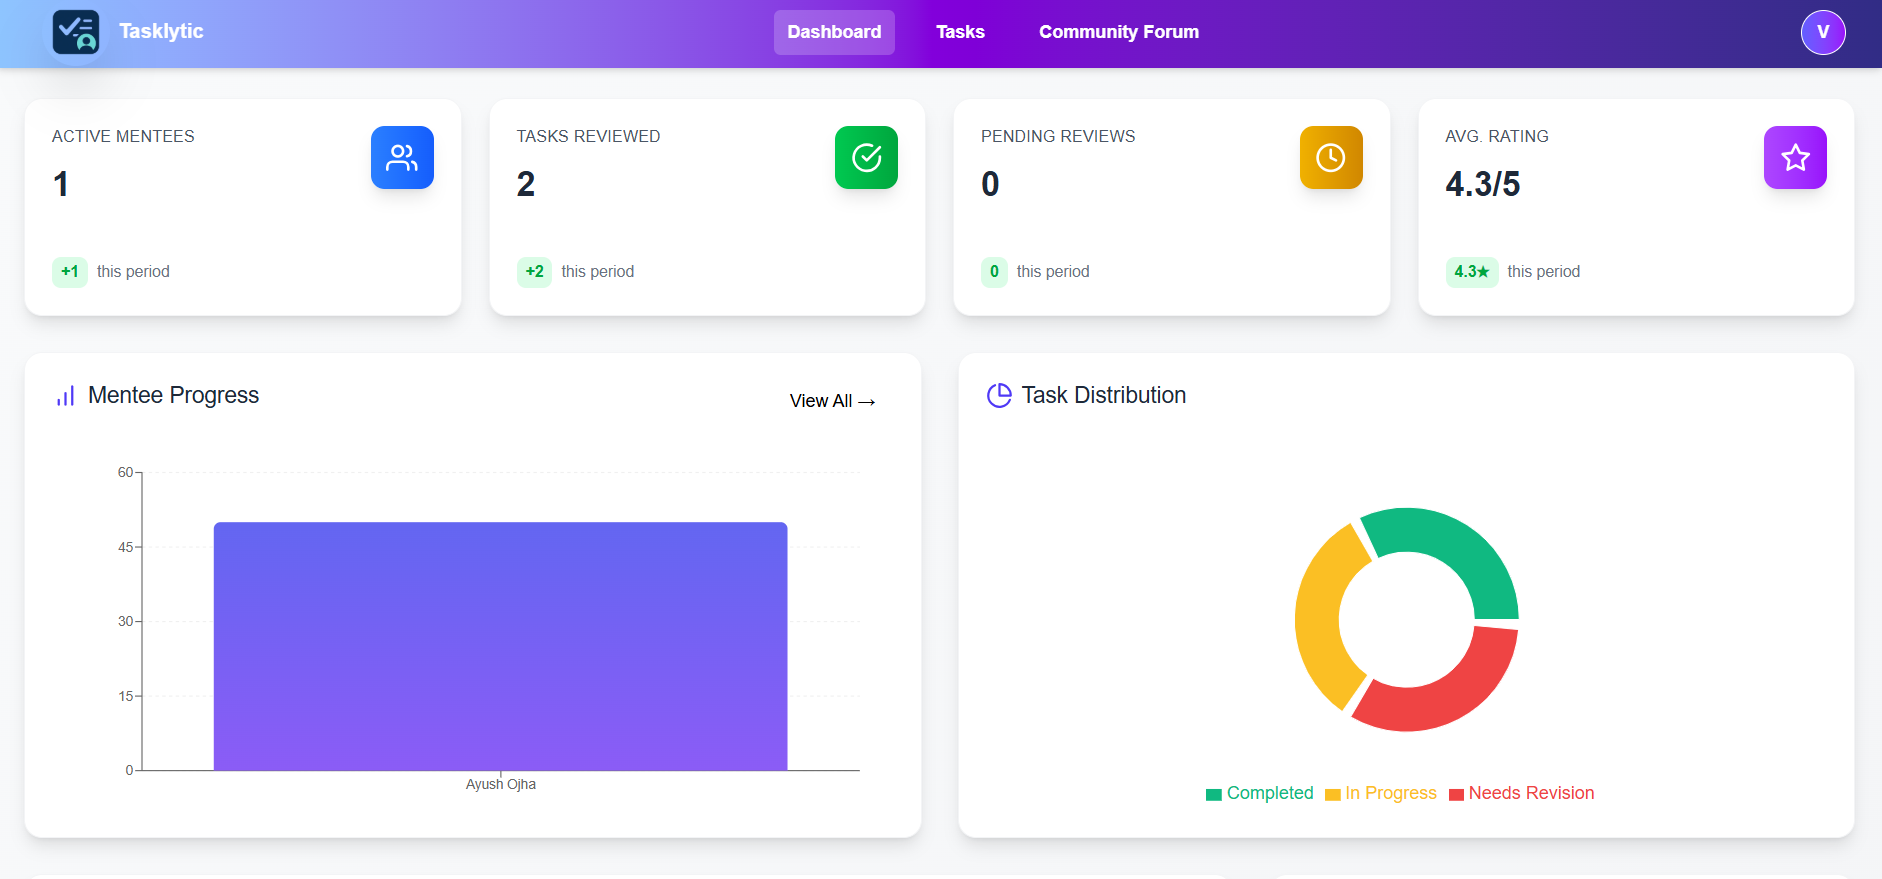 Tasklytic
Dashboard
Tasks
Community Forum
V
ACTIVE MENTEES
1
+1 this period
TASKS REVIEWED
2
+2 this period
PENDING REVIEWS
0
0 this period
AVG. RATING
4.3/5
4.3★ this period
Mentee Progress
View All →
60
45
30
15
0
Ayush Ojha
Task Distribution
Completed
In Progress
Needs Revision